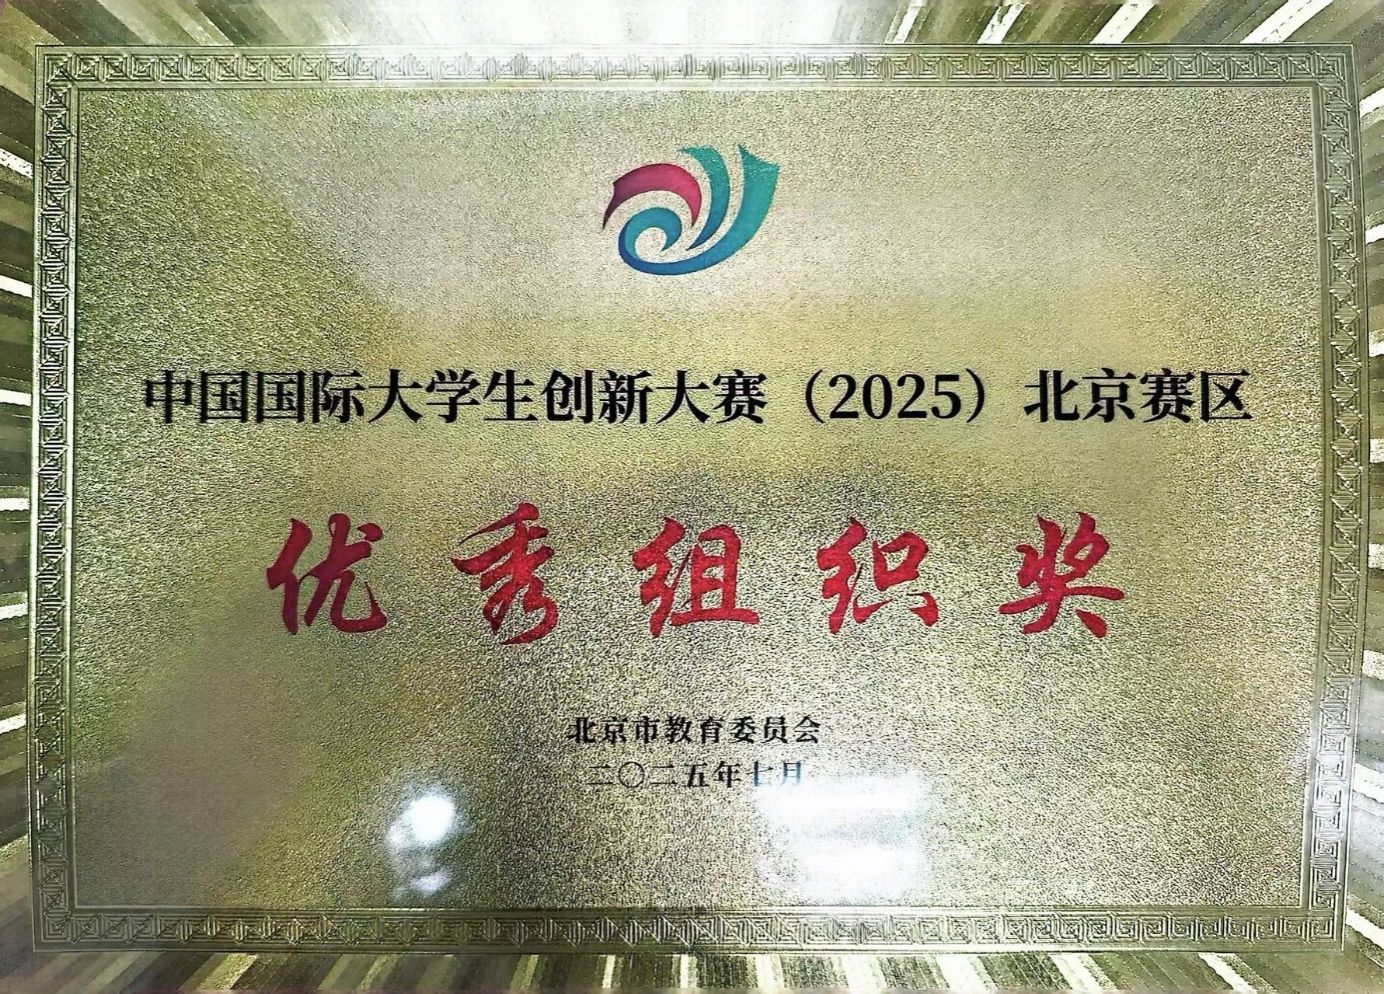 中国国际大学生创新大赛（2025）北京赛区
优秀组织奖
北京市教育委员会
二〇二五年七月